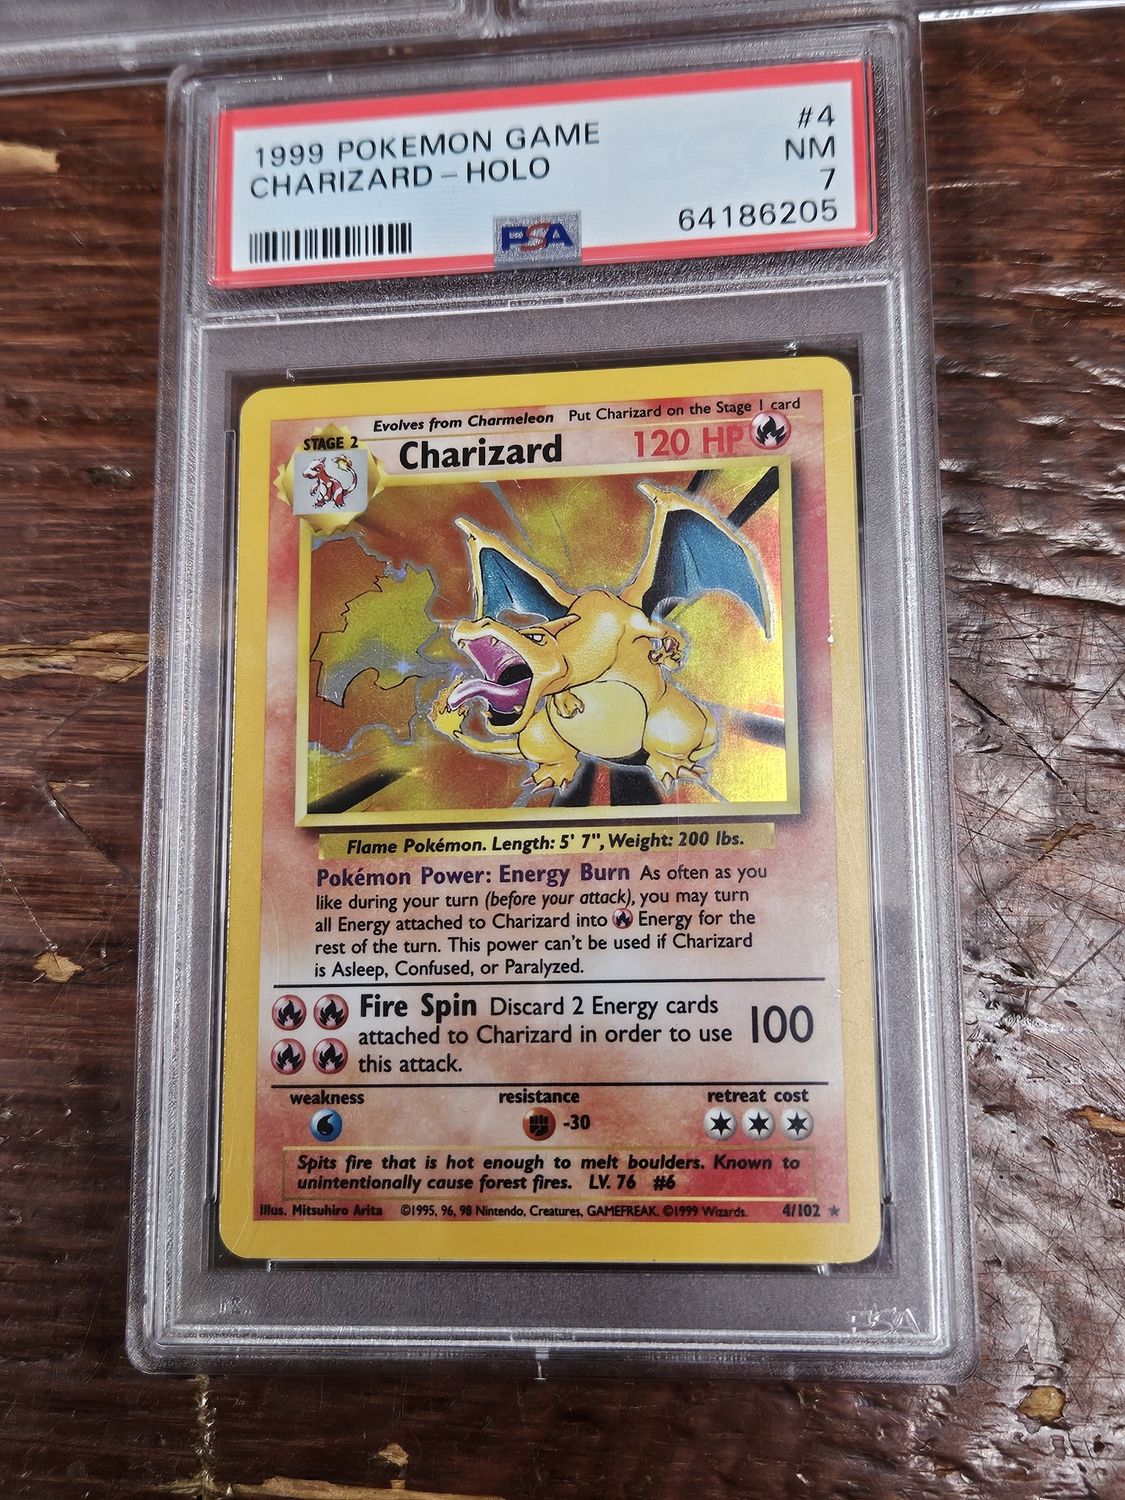 1999 POKEMON GAME #4
CHARIZARD - HOLO NM
7
PSA 64186205
Evolves from Charmeleon Put Charizard on the Stage 1 card
STAGE 2 Charizard 120 HP
Flame Pokémon. Length: 5' 7", Weight: 200 lbs.
Pokémon Power: Energy Burn As often as you
like during your turn (before your attack), you may turn
all Energy attached to Charizard into Energy for the
rest of the turn. This power can't be used if Charizard
is Asleep, Confused, or Paralyzed.
Fire Spin Discard 2 Energy cards
attached to Charizard in order to use 100
this attack.
weakness resistance retreat cost
-30
Spits fire that is hot enough to melt boulders. Known to
unintentionally cause forest fires. LV. 76 #6
Illus. Mitsuhiro Arita ©1995, 96, 98 Nintendo, Creatures, GAMEFREAK. ©1999 Wizards. 4/102 ★
PSA